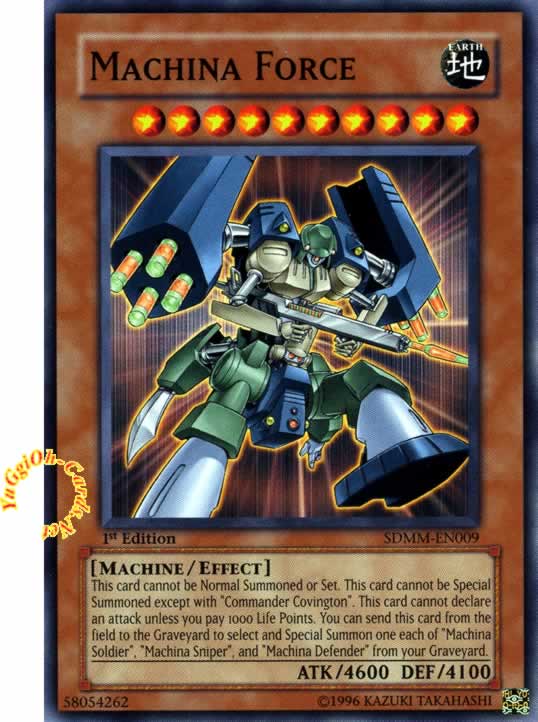 MACHINA FORCE
EARTH
地
1st Edition
SDMM-EN009
[MACHINE/EFFECT]
This card cannot be Normal Summoned or Set. This card cannot be Special
Summoned except with "Commander Covington". This card cannot declare
an attack unless you pay 1000 Life Points. You can send this card from the
field to the Graveyard to select and Special Summon one each of "Machina
Soldier", "Machina Sniper", and "Machina Defender" from your Graveyard.
ATK/4600 DEF/4100
58054262
©1996 KAZUKI TAKAHASHI
YuGgiOh-Cards.Net